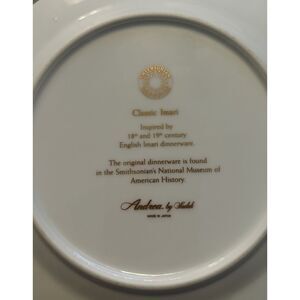 Classic Imari
Inspired by
18th and 19th century
English Imari dinnerware.
The original dinnerware is found
in the Smithsonian's National Museum of
American History.
Andrea by Sadek
MADE IN JAPAN